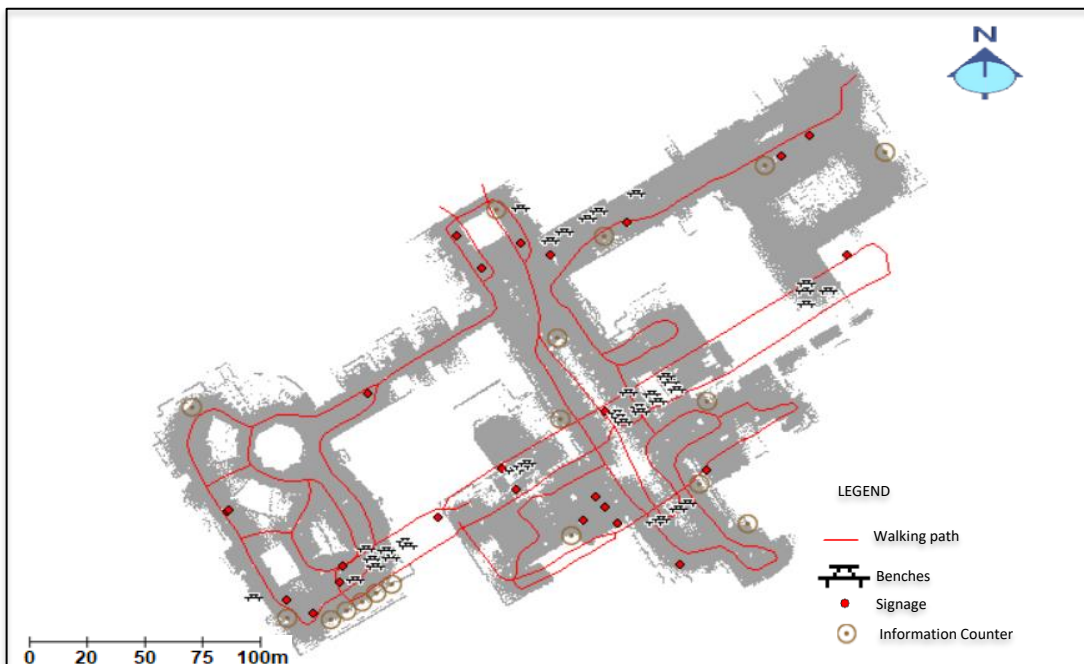 N
LEGEND
Walking path
Benches
Signage
Information Counter
0 20 50 75 100m